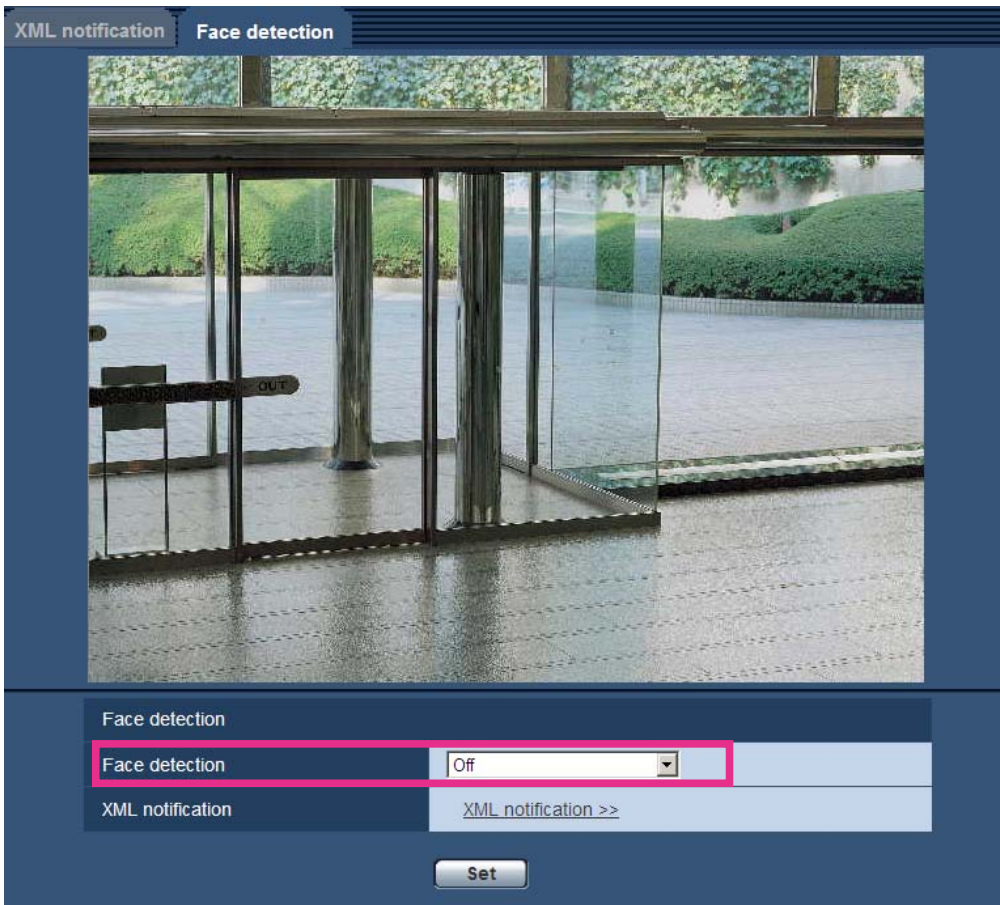 XML notification Face detection
OUT
Face detection
Face detection Off
XML notification XML notification >>
Set